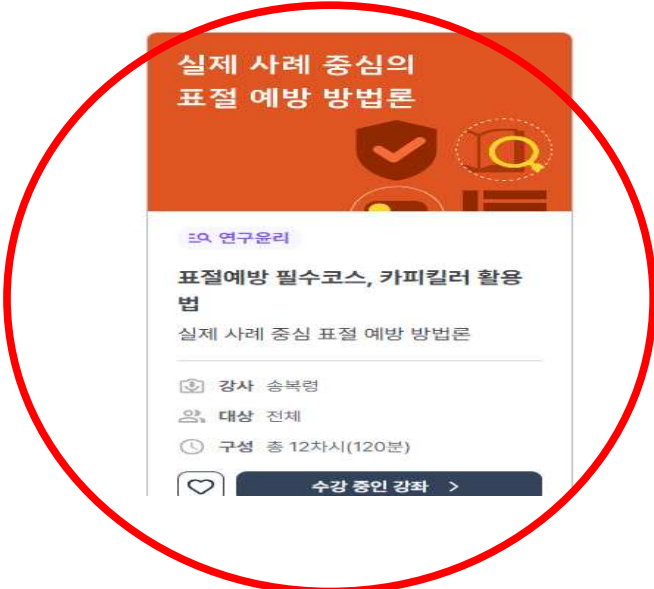 실제 사례 중심의
표절 예방 방법론
연구윤리
표절예방 필수코스, 카피킬러 활용
법
실제 사례 중심 표절 예방 방법론
강사 송복령
대상 전체
구성 총 12차시(120분)
수강 중인 강좌 >